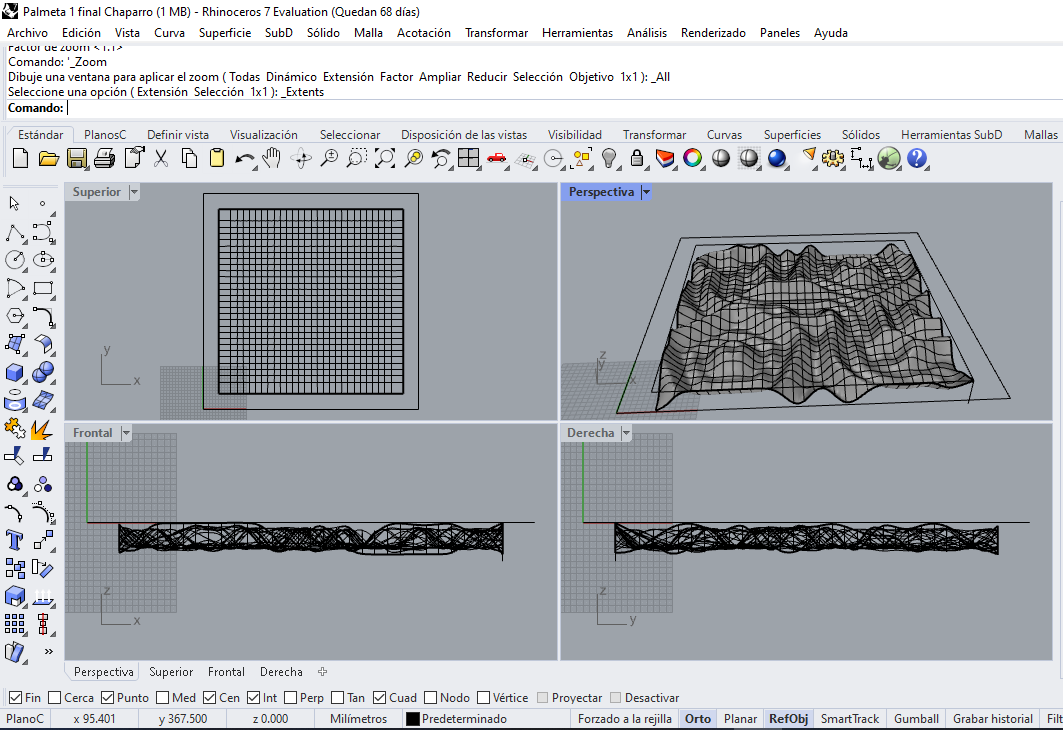 Palmeta 1 final Chaparro (1 MB) - Rhinoceros 7 Evaluation (Quedan 68 días)
Archivo Edición Vista Curva Superficie SubD Sólido Malla Acotación Transformar Herramientas Análisis Renderizado Paneles Ayuda
Factor de zoom <1.1>
Comando: '_Zoom
Dibuje una ventana para aplicar el zoom ( Todas Dinámico Extensión Factor Ampliar Reducir Selección Objetivo 1x1 ): _All
Seleccione una opción ( Extensión Selección 1x1 ): _Extents
Comando:
Estándar PlanosC Definir vista Visualización Seleccionar Disposición de las vistas Visibilidad Transformar Curvas Superficies Sólidos Herramientas SubD Mallas
Superior
Perspectiva
y
x
z
y
x
Frontal
Derecha
z
x
z
y
Perspectiva Superior Frontal Derecha
Fin Cerca Punto Med Cen Int Perp Tan Cuad Nodo Vértice Proyectar Desactivar
PlanoC x 95.401 y 367.500 z 0.000 Milímetros Predeterminado Forzado a la rejilla Orto Planar RefObj SmartTrack Gumball Grabar historial Filt